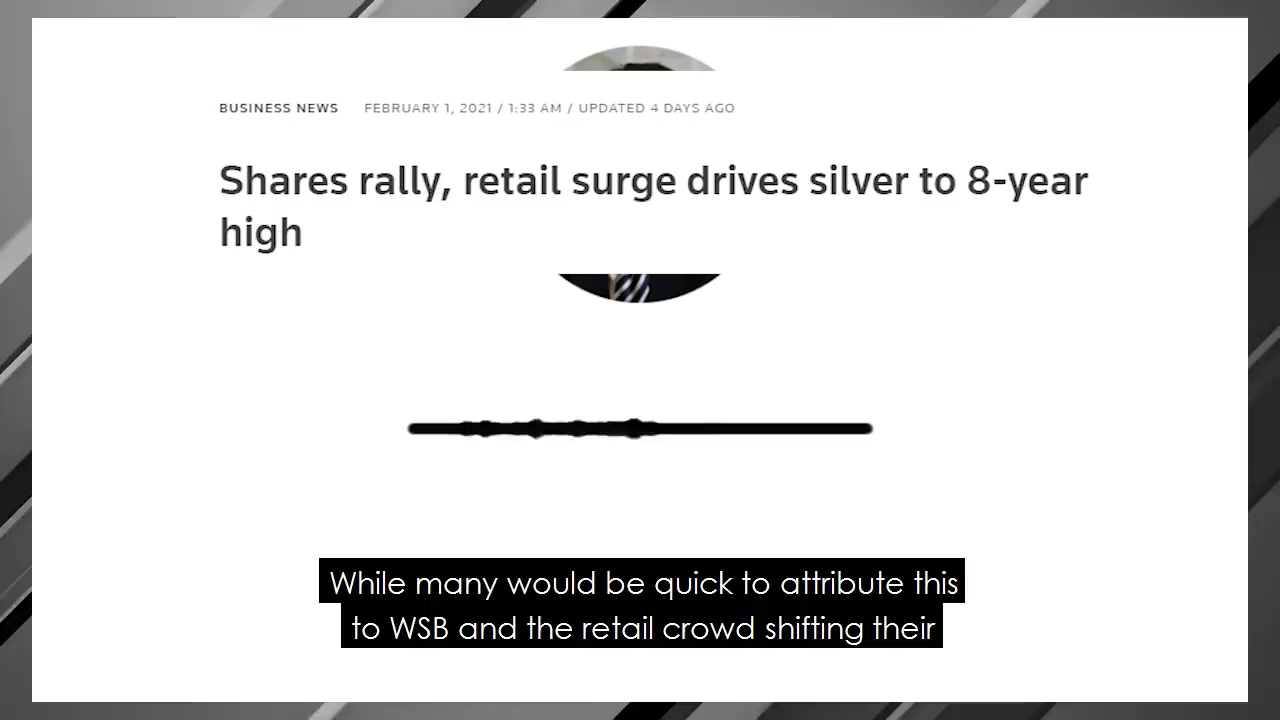 BUSINESS NEWS FEBRUARY 1, 2021 / 1:33 AM / UPDATED 4 DAYS AGO
Shares rally, retail surge drives silver to 8-year
high
While many would be quick to attribute this
to WSB and the retail crowd shifting their